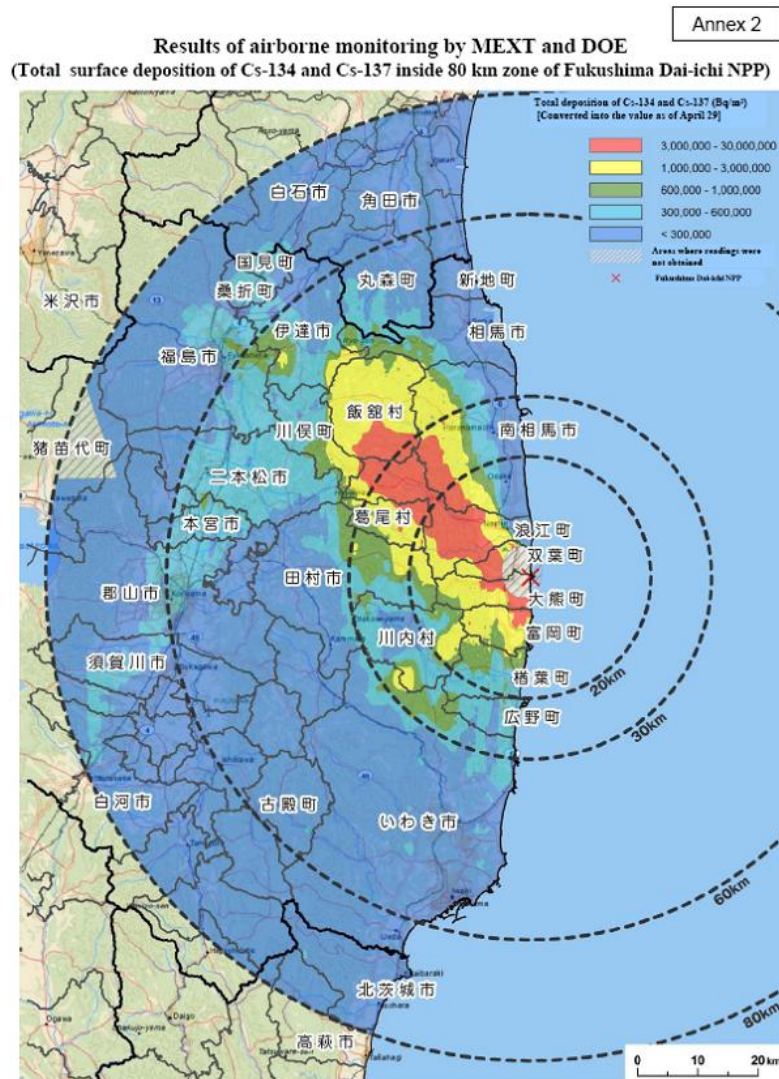 Annex 2
Results of airborne monitoring by MEXT and DOE
(Total surface deposition of Cs-134 and Cs-137 inside 80 km zone of Fukushima Dai-ichi NPP)
Total deposition of Cs-134 and Cs-137 (Bq/m²)
[Converted into the value as of April 29]
3,000,000 - 30,000,000
1,000,000 - 3,000,000
600,000 - 1,000,000
300,000 - 600,000
< 300,000
Areas where readings were
not obtained
Fukushima Dai-ichi NPP
白石市
角田市
国見町
丸森町
新地町
桑折町
米沢市
13
伊達市
相馬市
福島市
飯舘村
川俣町
南相馬市
猪苗代町
二本松市
本宮市
葛尾村
浪江町
双葉町
田村市
郡山市
大熊町
川内村
富岡町
須賀川市
楢葉町
20km
広野町
30km
4
白河市
古殿町
いわき市
60km
北茨城市
80km
Ogawa
Daigo
高萩市
0 10 20 km